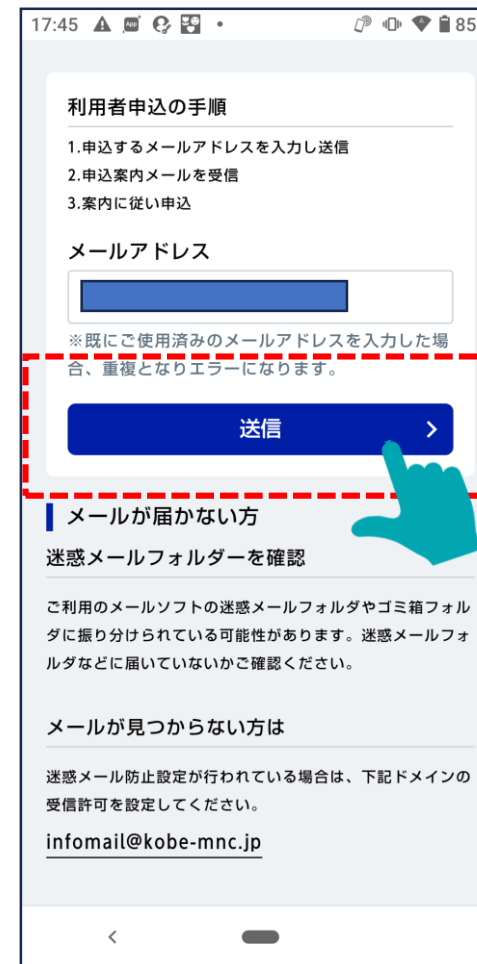 17:45
85
利用者申込の手順
1.申込するメールアドレスを入力し送信
2.申込案内メールを受信
3.案内に従い申込
メールアドレス
※既にご使用済みのメールアドレスを入力した場
合、重複となりエラーになります。
送信
メールが届かない方
迷惑メールフォルダーを確認
ご利用のメールソフトの迷惑メールフォルダやゴミ箱フォル
ダに振り分けられている可能性があります。迷惑メールフォ
ルダなどに届いていないかご確認ください。
メールが見つからない方は
迷惑メール防止設定が行われている場合は、下記ドメインの
受信許可を設定してください。
infomail@kobe-mnc.jp